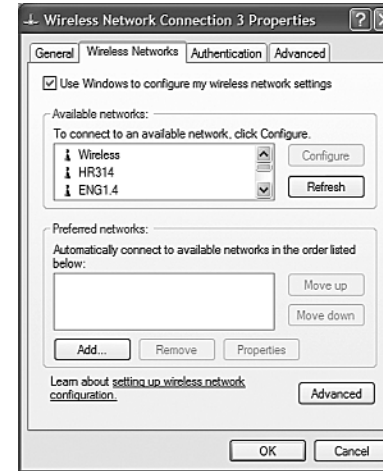 Wireless Network Connection 3 Properties
?
General Wireless Networks Authentication Advanced
Use Windows to configure my wireless network settings
Available networks:
To connect to an available network, click Configure.
Wireless
HR314
ENG1.4
Configure
Refresh
Preferred networks:
Automatically connect to available networks in the order listed
below:
Move up
Move down
Add... Remove Properties
Learn about setting up wireless network
configuration.
Advanced
OK Cancel